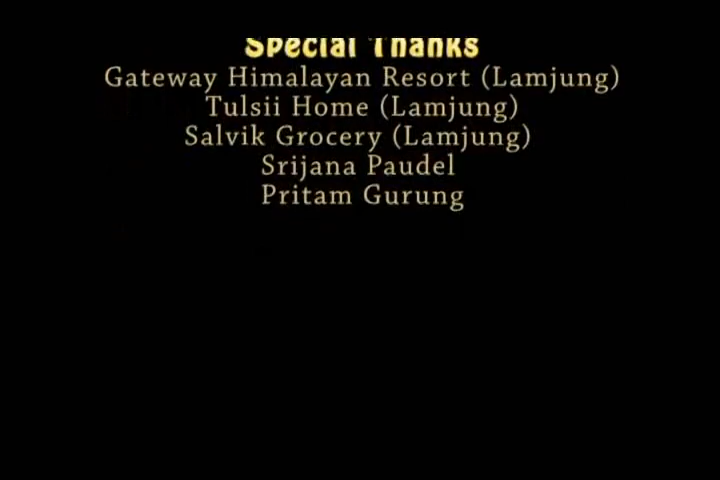 Special Thanks
Gateway Himalayan Resort (Lamjung)
Tulsii Home (Lamjung)
Salvik Grocery (Lamjung)
Srijana Paudel
Pritam Gurung